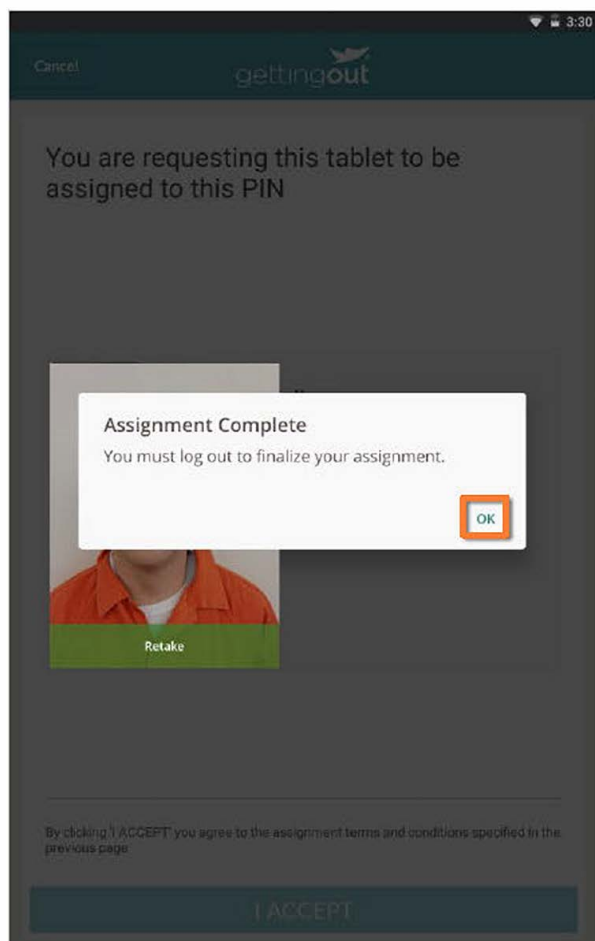 3:30
Cancel
gettingout
You are requesting this tablet to be
assigned to this PIN
Assignment Complete
You must log out to finalize your assignment.
OK
Retake
By clicking 'I ACCEPT' you agree to the assignment terms and conditions specified in the
previous page
I ACCEPT